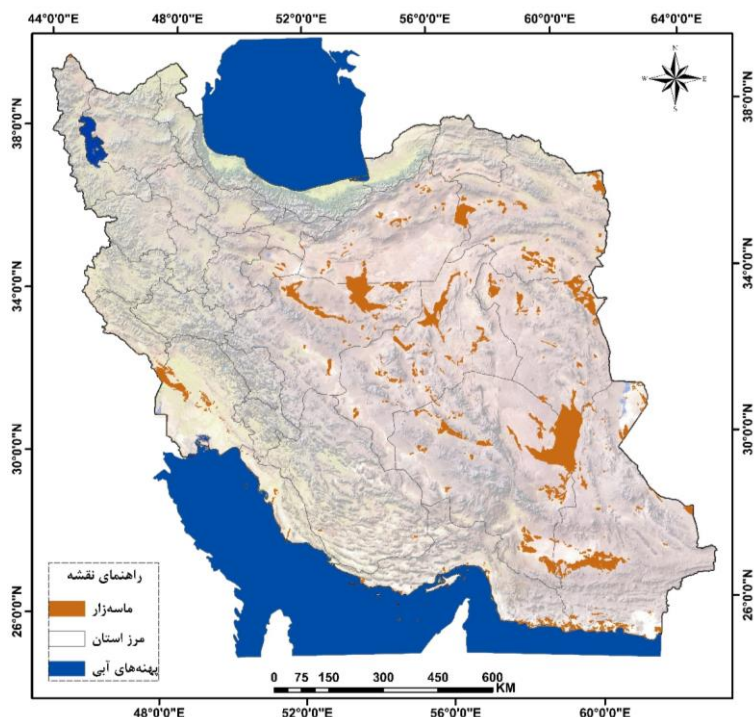 44°0'0"E 48°0'0"E 52°0'0"E 56°0'0"E 60°0'0"E 64°0'0"E
N
W E
S
38°0'0"N 38°0'0"N
34°0'0"N 34°0'0"N
30°0'0"N 30°0'0"N
26°0'0"N 26°0'0"N
راهنمای نقشه
ماسه‌زار
مرز استان
پهنه‌های آبی
0 75 150 300 450 600
KM
48°0'0"E 52°0'0"E 56°0'0"E 60°0'0"E